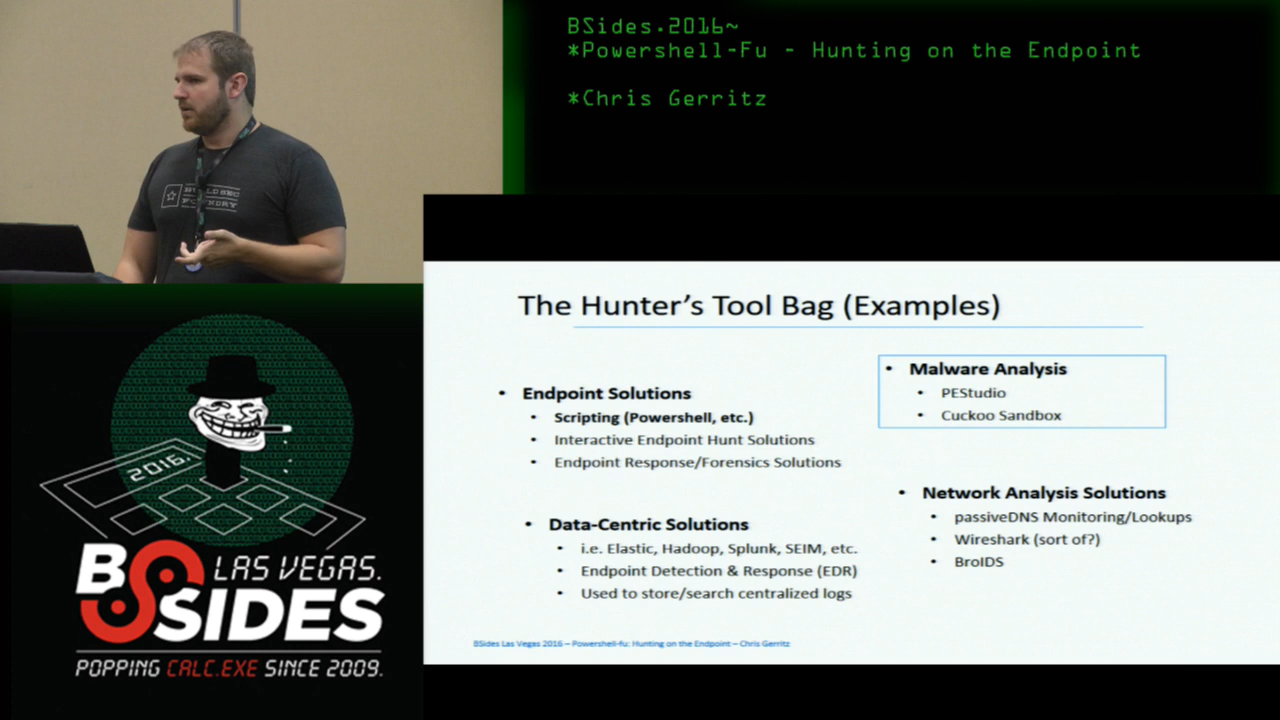 BSides.2016~
*Powershell-Fu - Hunting on the Endpoint
*Chris Gerritz
BUILDSEC
FOUNDRY
The Hunter's Tool Bag (Examples)
• Endpoint Solutions
• Scripting (Powershell, etc.)
• Interactive Endpoint Hunt Solutions
• Endpoint Response/Forensics Solutions
• Data-Centric Solutions
• i.e. Elastic, Hadoop, Splunk, SEIM, etc.
• Endpoint Detection & Response (EDR)
• Used to store/search centralized logs
• Malware Analysis
• PEStudio
• Cuckoo Sandbox
• Network Analysis Solutions
• passiveDNS Monitoring/Lookups
• Wireshark (sort of?)
• BroIDS
BSides Las Vegas 2016 – Powershell-fu: Hunting on the Endpoint – Chris Gerritz
2016.
BSIDES
LAS VEGAS.
POPPING CALC.EXE SINCE 2009.